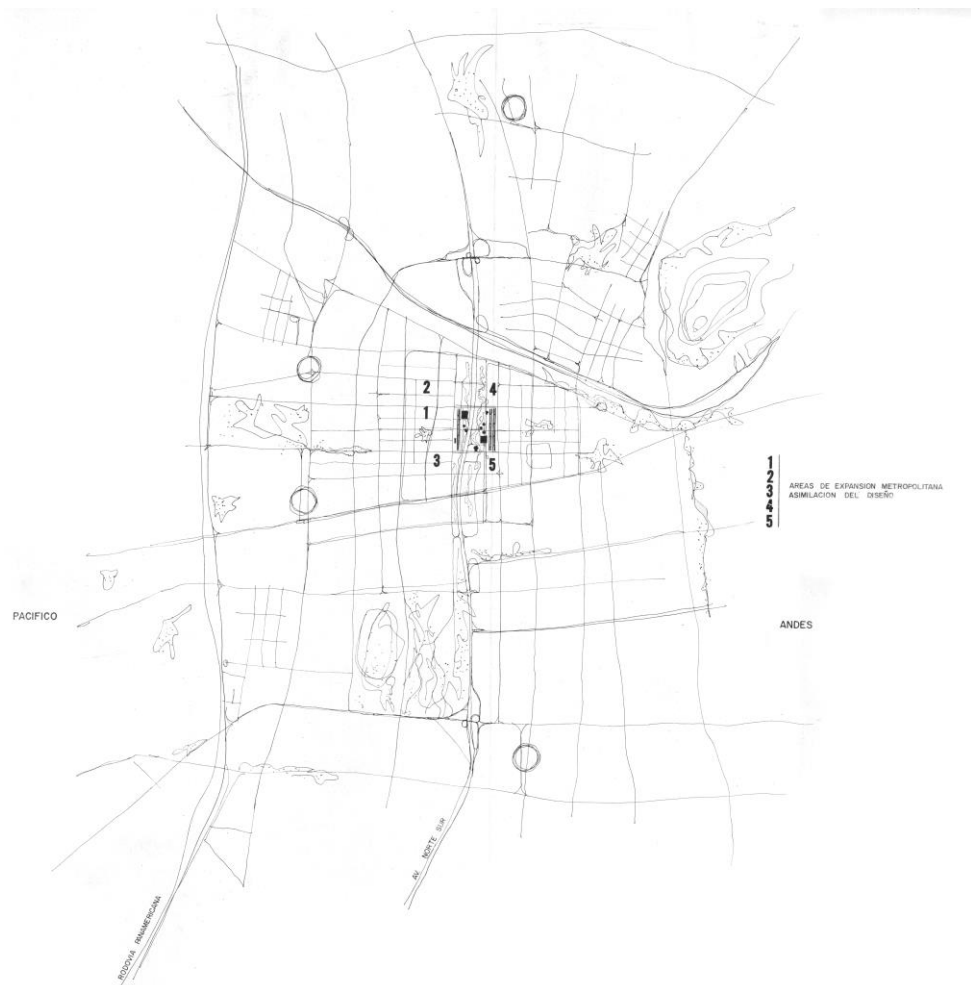 2
4
1
3
5
1
2
3
4
5
AREAS DE EXPANSION METROPOLITANA
ASIMILACION DEL DISEÑO
PACIFICO
ANDES
AV. NORTE SUR
RODOVIA PANAMERICANA